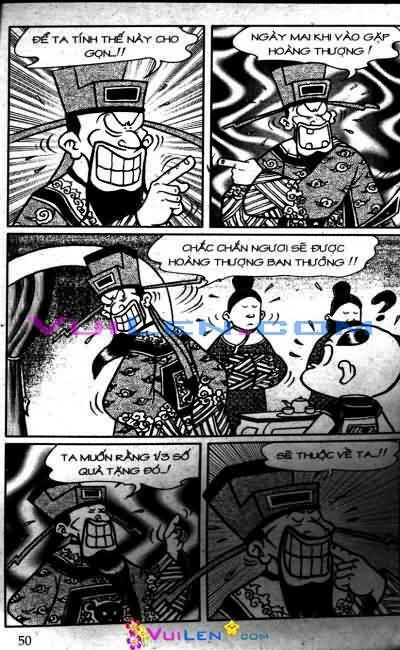 ĐỂ TA TÍNH THẾ NÀY CHO
GỌN...!!
NGÀY MAI KHI VÀO GẶP
HOÀNG THƯỢNG !
CHẮC CHẮN NGƯƠI SẼ ĐƯỢC
HOÀNG THƯỢNG BAN THƯỞNG !!
?
VUILEN.COM
TA MUỐN RẰNG 1/3 SỐ
QUÀ TẶNG ĐÓ..!
SẼ THUỘC VỀ TA...!!
50
VUILEN.COM